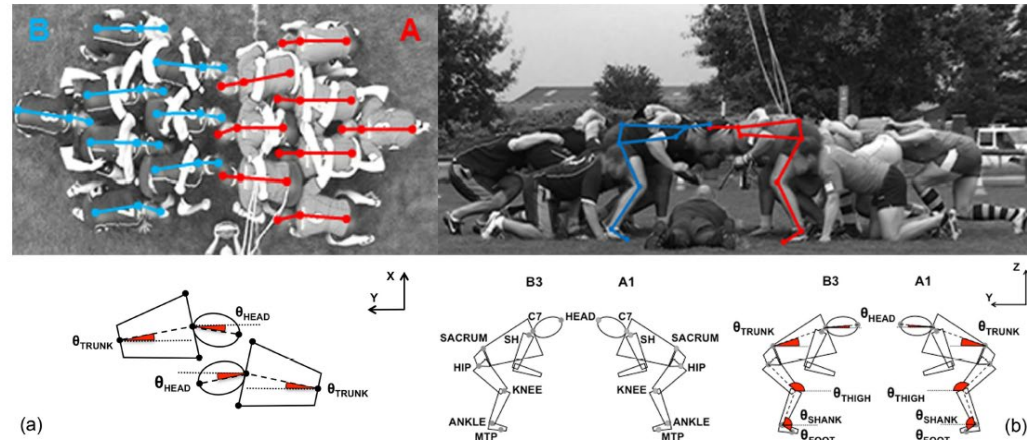 B
A
X
Y
θHEAD
θTRUNK
θHEAD
θTRUNK
(a)
B3
A1
C7
HEAD
C7
SACRUM
SH
SH
SACRUM
HIP
HIP
KNEE
KNEE
ANKLE
ANKLE
MTP
MTP
Z
Y
B3
A1
θHEAD
θHEAD
θTRUNK
θTRUNK
θTHIGH
θTHIGH
θSHANK
θSHANK
θFOOT
θFOOT
(b)